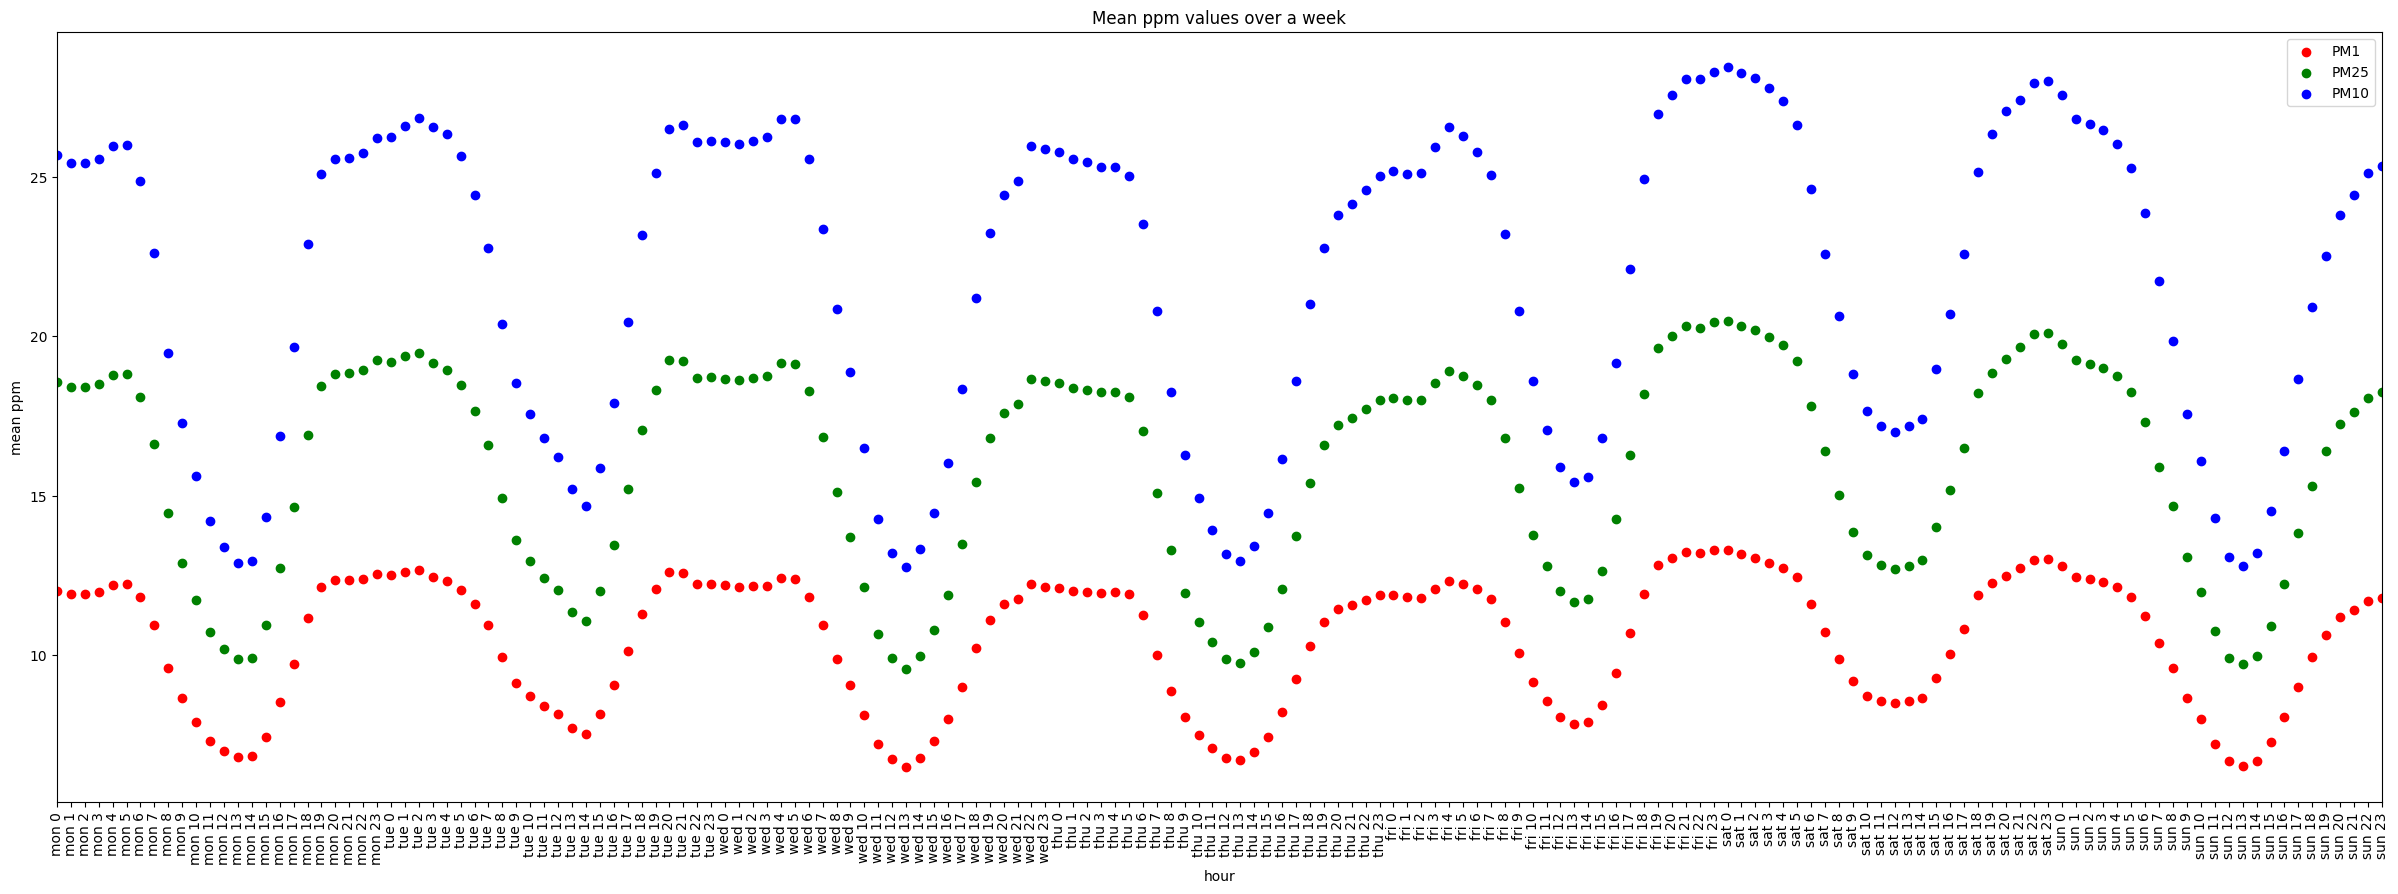 Mean ppm values over a week
PM1
PM25
PM10
25
20
15
10
mean ppm
mon 0
mon 1
mon 2
mon 3
mon 4
mon 5
mon 6
mon 7
mon 8
mon 9
mon 10
mon 11
mon 12
mon 13
mon 14
mon 15
mon 16
mon 17
mon 18
mon 19
mon 20
mon 21
mon 22
mon 23
tue 0
tue 1
tue 2
tue 3
tue 4
tue 5
tue 6
tue 7
tue 8
tue 9
tue 10
tue 11
tue 12
tue 13
tue 14
tue 15
tue 16
tue 17
tue 18
tue 19
tue 20
tue 21
tue 22
tue 23
wed 0
wed 1
wed 2
wed 3
wed 4
wed 5
wed 6
wed 7
wed 8
wed 9
wed 10
wed 11
wed 12
wed 13
wed 14
wed 15
wed 16
wed 17
wed 18
wed 19
wed 20
wed 21
wed 22
wed 23
thu 0
thu 1
thu 2
thu 3
thu 4
thu 5
thu 6
thu 7
thu 8
thu 9
thu 10
thu 11
thu 12
thu 13
thu 14
thu 15
thu 16
thu 17
thu 18
thu 19
thu 20
thu 21
thu 22
thu 23
fri 0
fri 1
fri 2
fri 3
fri 4
fri 5
fri 6
fri 7
fri 8
fri 9
fri 10
fri 11
fri 12
fri 13
fri 14
fri 15
fri 16
fri 17
fri 18
fri 19
fri 20
fri 21
fri 22
fri 23
sat 0
sat 1
sat 2
sat 3
sat 4
sat 5
sat 6
sat 7
sat 8
sat 9
sat 10
sat 11
sat 12
sat 13
sat 14
sat 15
sat 16
sat 17
sat 18
sat 19
sat 20
sat 21
sat 22
sat 23
sun 0
sun 1
sun 2
sun 3
sun 4
sun 5
sun 6
sun 7
sun 8
sun 9
sun 10
sun 11
sun 12
sun 13
sun 14
sun 15
sun 16
sun 17
sun 18
sun 19
sun 20
sun 21
sun 22
sun 23
hour